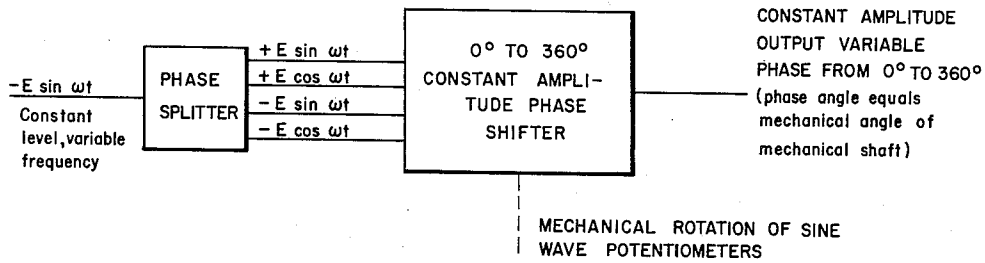 −E sin ωt
Constant
level, variable
frequency
PHASE
SPLITTER
+E sin ωt
+E cos ωt
−E sin ωt
−E cos ωt
0° TO 360°
CONSTANT AMPLI-
TUDE PHASE
SHIFTER
CONSTANT AMPLITUDE
OUTPUT VARIABLE
PHASE FROM 0° TO 360°
(phase angle equals
mechanical angle of
mechanical shaft)
MECHANICAL ROTATION OF SINE
WAVE POTENTIOMETERS